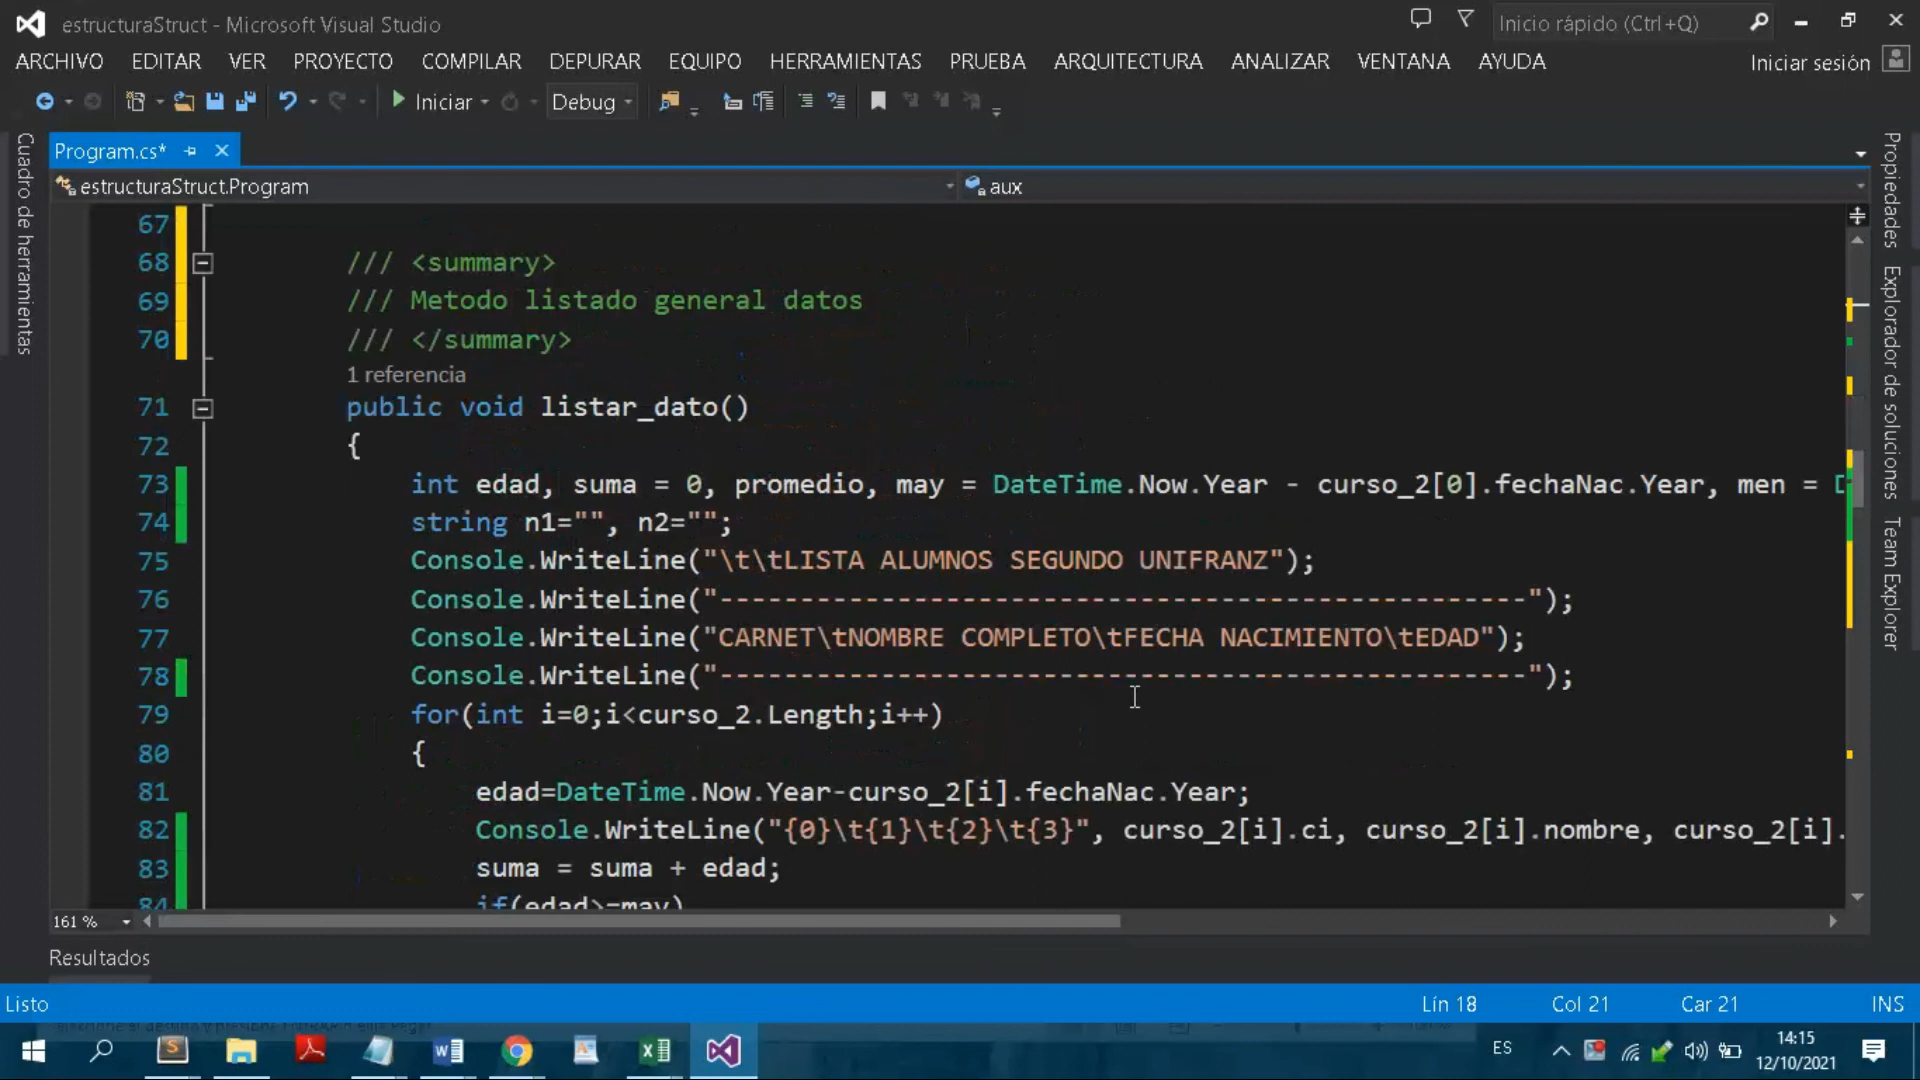 estructuraStruct - Microsoft Visual Studio
Inicio rápido (Ctrl+Q)
ARCHIVO EDITAR VER PROYECTO COMPILAR DEPURAR EQUIPO HERRAMIENTAS PRUEBA ARQUITECTURA ANALIZAR VENTANA AYUDA
Iniciar sesión
Iniciar Debug
Cuadro de herramientas
Program.cs*
estructuraStruct.Program
aux
67
68 /// <summary>
69 /// Metodo listado general datos
70 /// </summary>
1 referencia
71 public void listar_dato()
72 {
73 int edad, suma = 0, promedio, may = DateTime.Now.Year - curso_2[0].fechaNac.Year, men =
74 string n1="", n2="";
75 Console.WriteLine("\t\tLISTA ALUMNOS SEGUNDO UNIFRANZ");
76 Console.WriteLine("--------------------------------------------------");
77 Console.WriteLine("CARNET\tNOMBRE COMPLETO\tFECHA NACIMIENTO\tEDAD");
78 Console.WriteLine("--------------------------------------------------");
79 for(int i=0;i<curso_2.Length;i++)
80 {
81 edad=DateTime.Now.Year-curso_2[i].fechaNac.Year;
82 Console.WriteLine("{0}\t{1}\t{2}\t{3}", curso_2[i].ci, curso_2[i].nombre, curso_2[i].
83 suma = suma + edad;
84 if(edad>=may)
Propiedades
Explorador de soluciones
Team Explorer
161 %
Resultados
Listo
Lín 18 Col 21 Car 21 INS
ES
14:15
12/10/2021